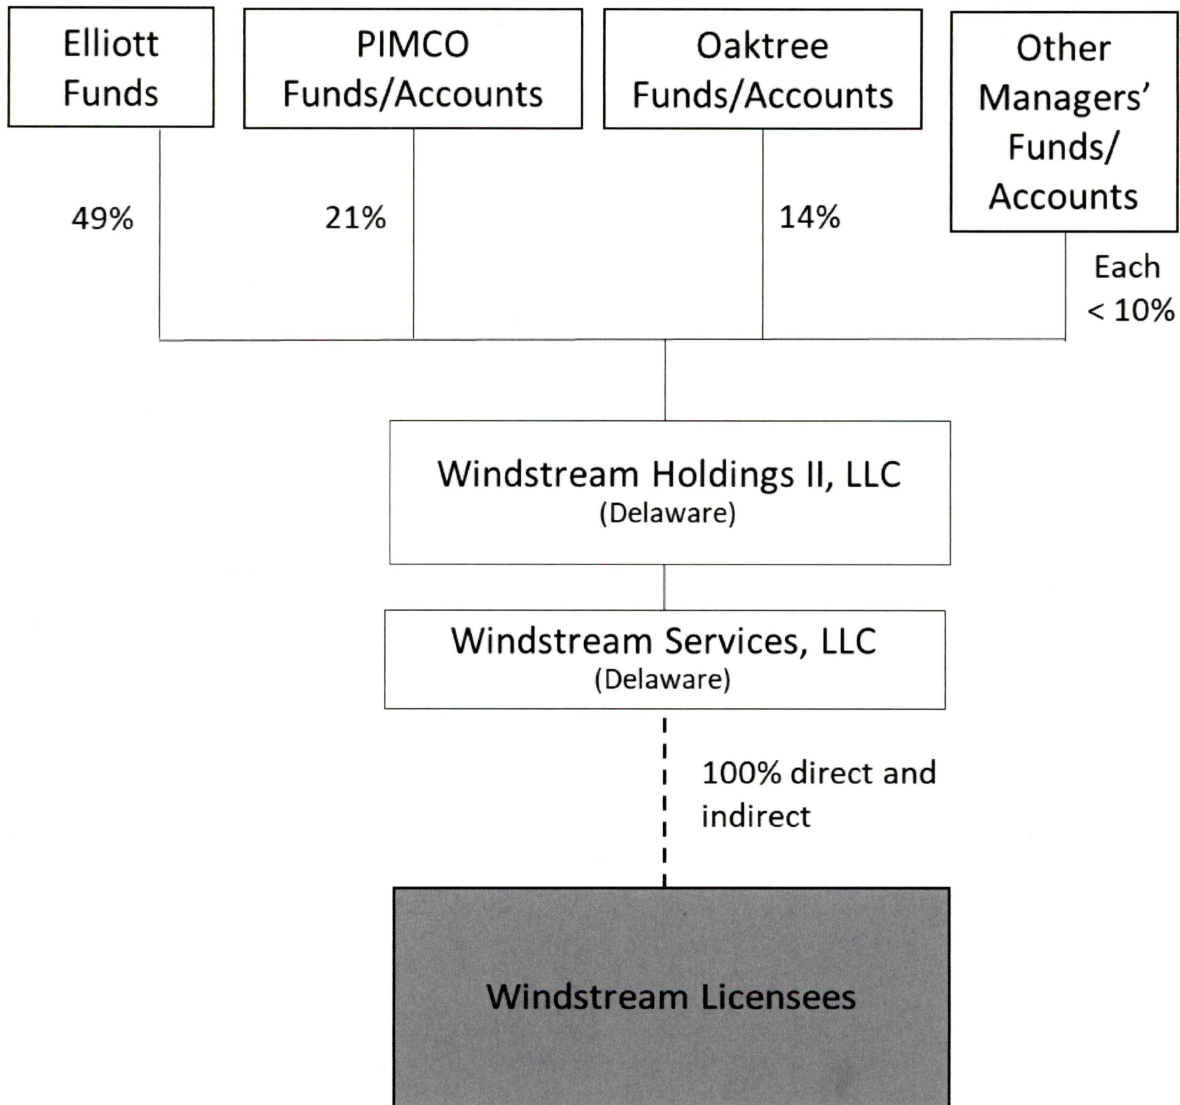 Elliott
Funds
PIMCO
Funds/Accounts
Oaktree
Funds/Accounts
Other
Managers’
Funds/
Accounts
49%
21%
14%
Each
< 10%
Windstream Holdings II, LLC
(Delaware)
Windstream Services, LLC
(Delaware)
100% direct and
indirect
Windstream Licensees